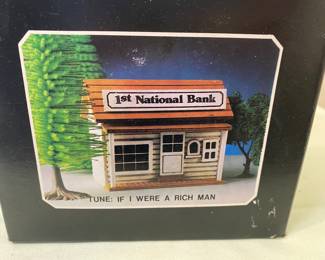 1st National Bank
TUNE: IF I WERE A RICH MAN